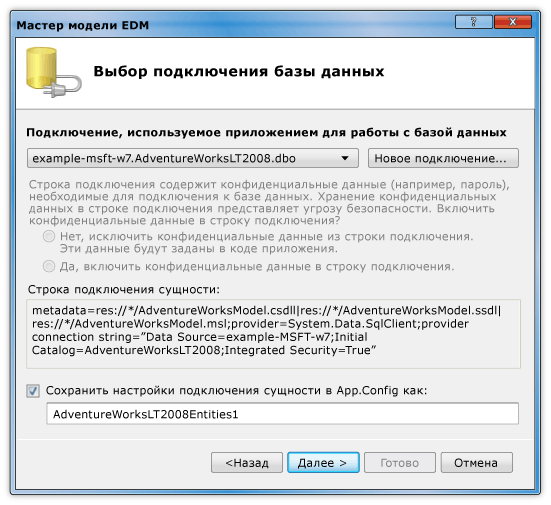 Мастер модели EDM
?
X
Выбор подключения базы данных
Подключение, используемое приложением для работы с базой данных
example-msft-w7.AdventureWorksLT2008.dbo
Новое подключение...
Строка подключения содержит конфиденциальные данные (например, пароль),
необходимые для подключения к базе данных. Хранение конфиденциальных
данных в строке подключения представляет угрозу безопасности. Включить
конфиденциальные данные в строку подключения?
Нет, исключить конфиденциальные данные из строки подключения.
Эти данные будут заданы в коде приложения.
Да, включить конфиденциальные данные в строку подключения.
Строка подключения сущности:
metadata=res://*/AdventureWorksModel.csdll|res://*/AdventureWorksModel.ssdl|
res://*/AdventureWorksModel.msl;provider=System.Data.SqlClient;provider
connection string=”Data Source=example-MSFT-w7;Initial
Catalog=AdventureWorksLT2008;Integrated Security=True”
Сохранить настройки подключения сущности в App.Config как:
AdventureWorksLT2008Entities1
<Назад
Далее >
Готово
Отмена